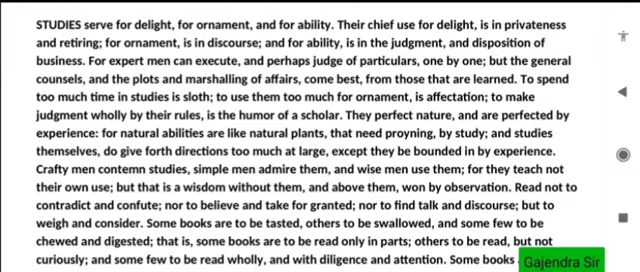 STUDIES serve for delight, for ornament, and for ability. Their chief use for delight, is in privateness
and retiring; for ornament, is in discourse; and for ability, is in the judgment, and disposition of
business. For expert men can execute, and perhaps judge of particulars, one by one; but the general
counsels, and the plots and marshalling of affairs, come best, from those that are learned. To spend
too much time in studies is sloth; to use them too much for ornament, is affectation; to make
judgment wholly by their rules, is the humor of a scholar. They perfect nature, and are perfected by
experience: for natural abilities are like natural plants, that need proyning, by study; and studies
themselves, do give forth directions too much at large, except they be bounded in by experience.
Crafty men contemn studies, simple men admire them, and wise men use them; for they teach not
their own use; but that is a wisdom without them, and above them, won by observation. Read not to
contradict and confute; nor to believe and take for granted; nor to find talk and discourse; but to
weigh and consider. Some books are to be tasted, others to be swallowed, and some few to be
chewed and digested; that is, some books are to be read only in parts; others to be read, but not
curiously; and some few to be read wholly, and with diligence and attention. Some books
Gajendra Sir